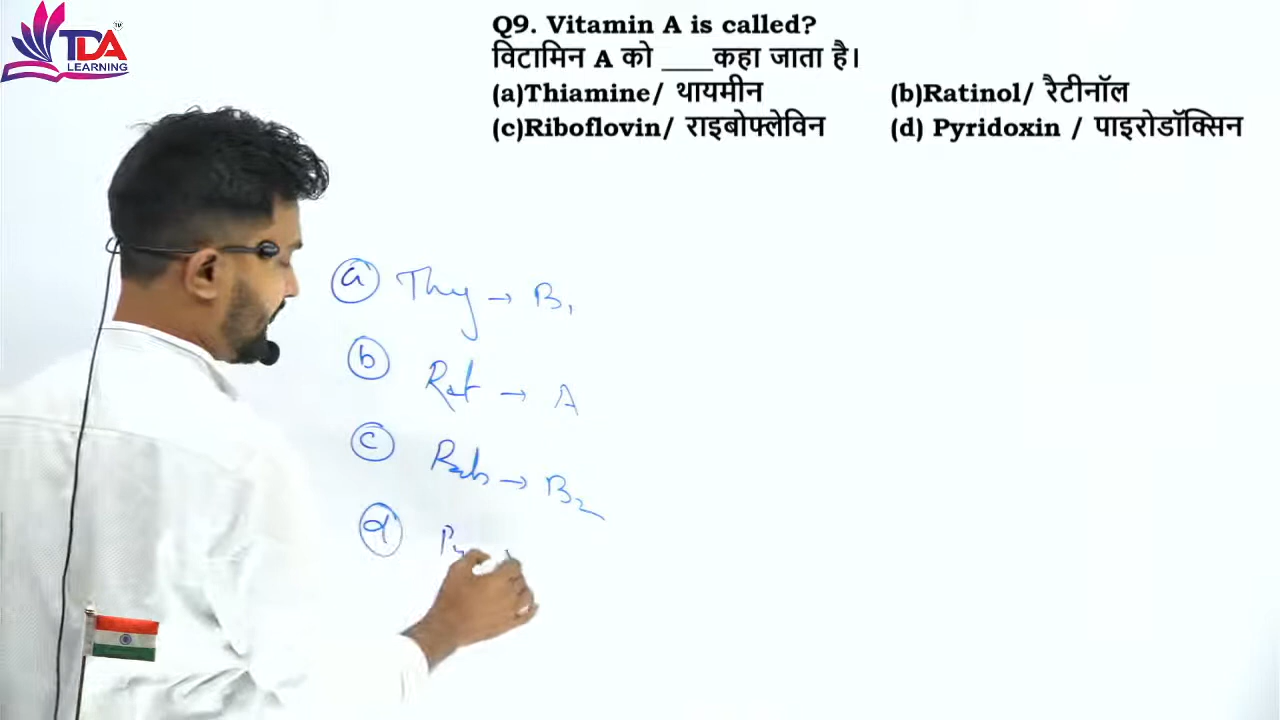 TDA
LEARNING
Q9. Vitamin A is called?
विटामिन A को ____कहा जाता है।
(a)Thiamine/ थायमीन (b)Ratinol/ रैटीनॉल
(c)Riboflovin/ राइबोफ्लेविन (d) Pyridoxin / पाइरोडॉक्सिन
a Thy → B1
b Rat → A
c Rib → B2
d Py